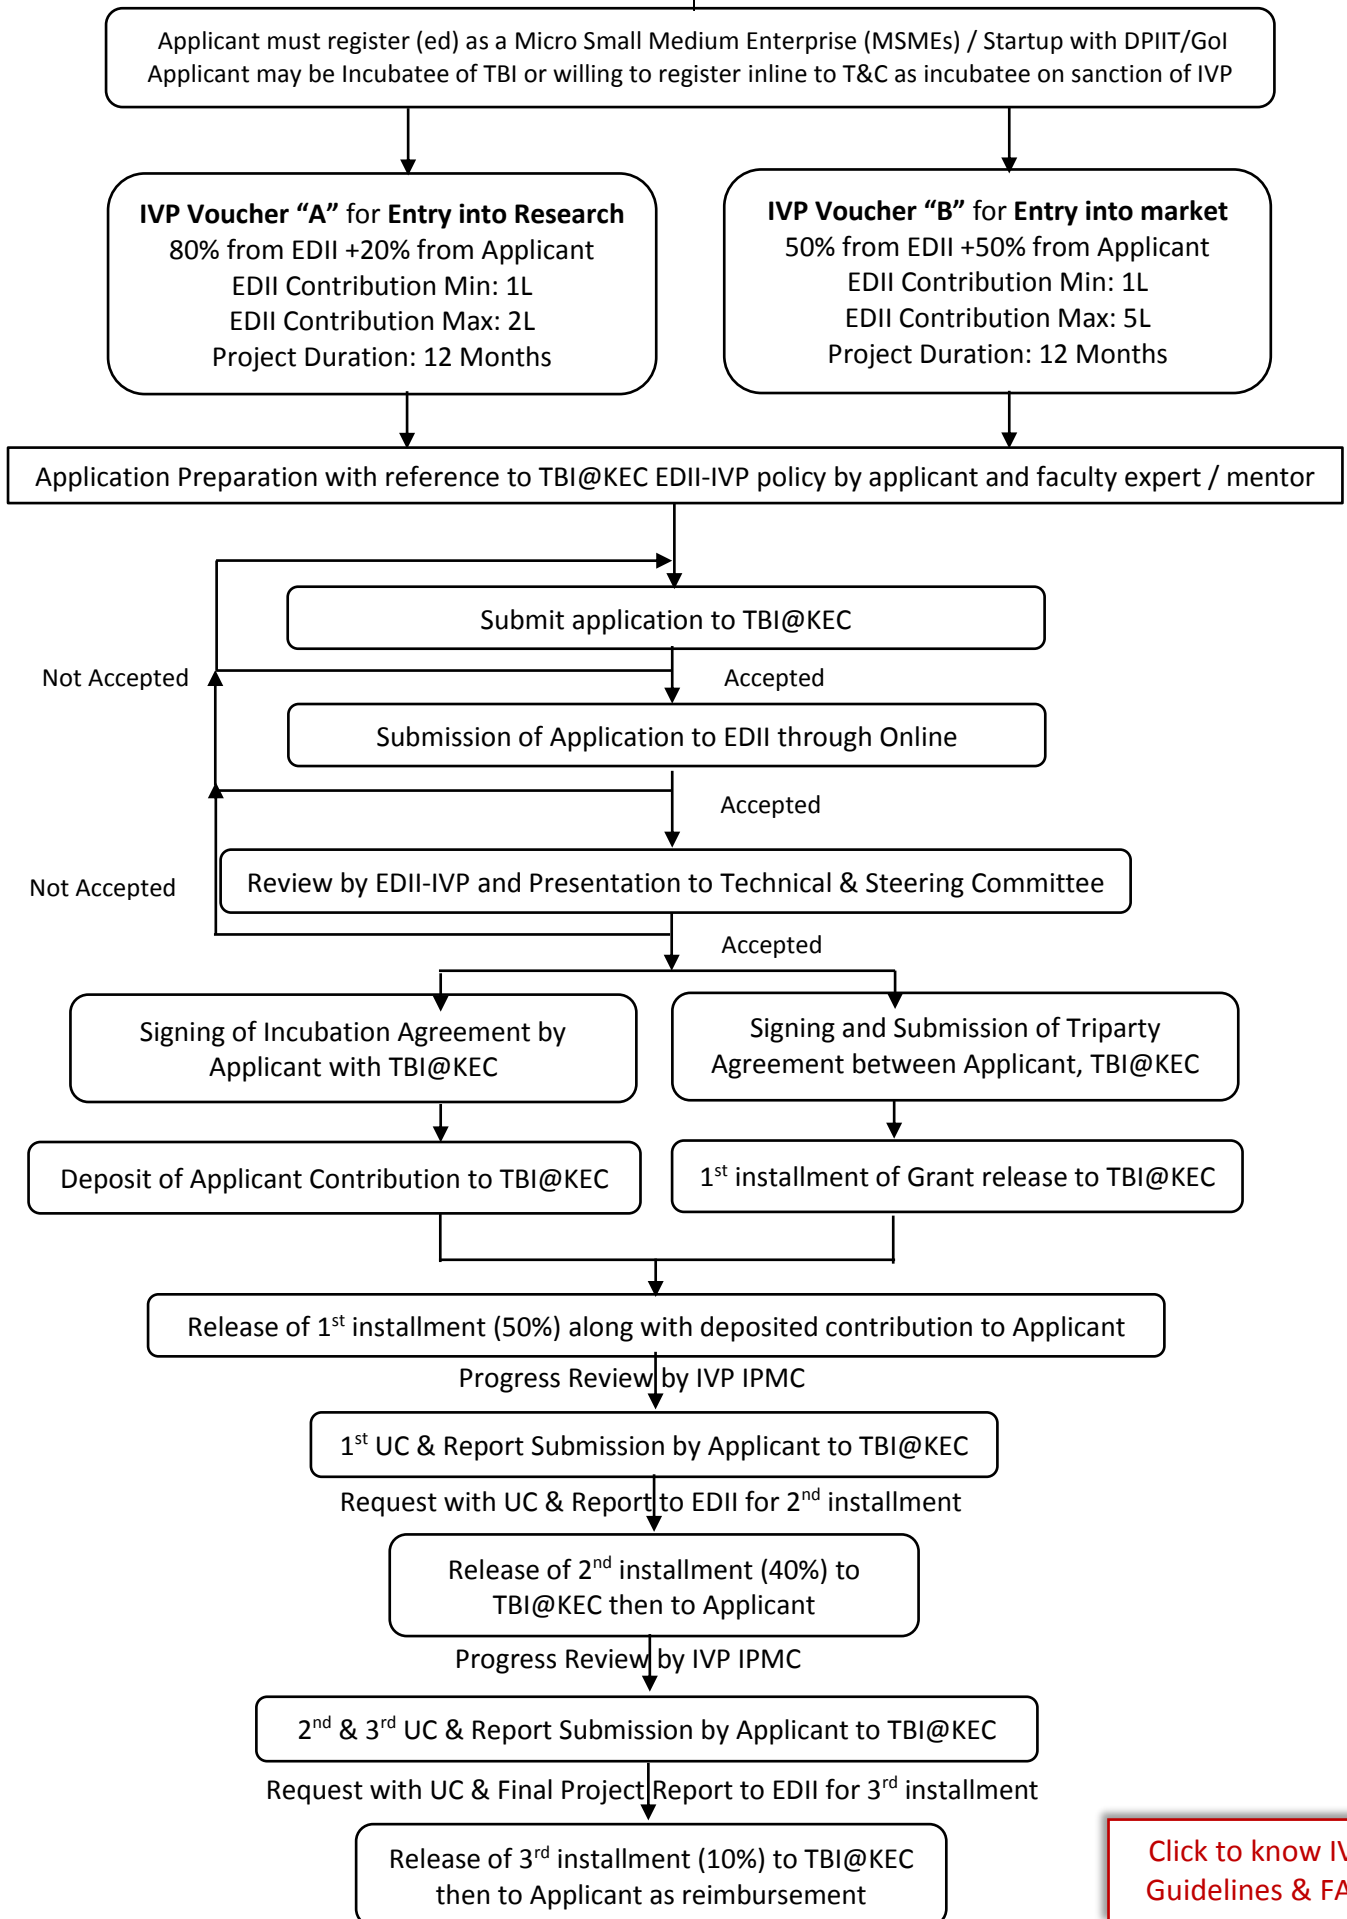 Applicant must register (ed) as a Micro Small Medium Enterprise (MSMEs) / Startup with DPIIT/GoI
Applicant may be Incubatee of TBI or willing to register inline to T&C as incubatee on sanction of IVP
IVP Voucher “A” for Entry into Research
80% from EDII +20% from Applicant
EDII Contribution Min: 1L
EDII Contribution Max: 2L
Project Duration: 12 Months
IVP Voucher “B” for Entry into market
50% from EDII +50% from Applicant
EDII Contribution Min: 1L
EDII Contribution Max: 5L
Project Duration: 12 Months
Application Preparation with reference to TBI@KEC EDII-IVP policy by applicant and faculty expert / mentor
Submit application to TBI@KEC
Not Accepted
Accepted
Submission of Application to EDII through Online
Accepted
Not Accepted
Review by EDII-IVP and Presentation to Technical & Steering Committee
Accepted
Signing of Incubation Agreement by
Applicant with TBI@KEC
Signing and Submission of Triparty
Agreement between Applicant, TBI@KEC
Deposit of Applicant Contribution to TBI@KEC
1st installment of Grant release to TBI@KEC
Release of 1st installment (50%) along with deposited contribution to Applicant
Progress Review by IVP IPMC
1st UC & Report Submission by Applicant to TBI@KEC
Request with UC & Report to EDII for 2nd installment
Release of 2nd installment (40%) to
TBI@KEC then to Applicant
Progress Review by IVP IPMC
2nd & 3rd UC & Report Submission by Applicant to TBI@KEC
Request with UC & Final Project Report to EDII for 3rd installment
Release of 3rd installment (10%) to TBI@KEC
then to Applicant as reimbursement
Click to know
Guidelines &